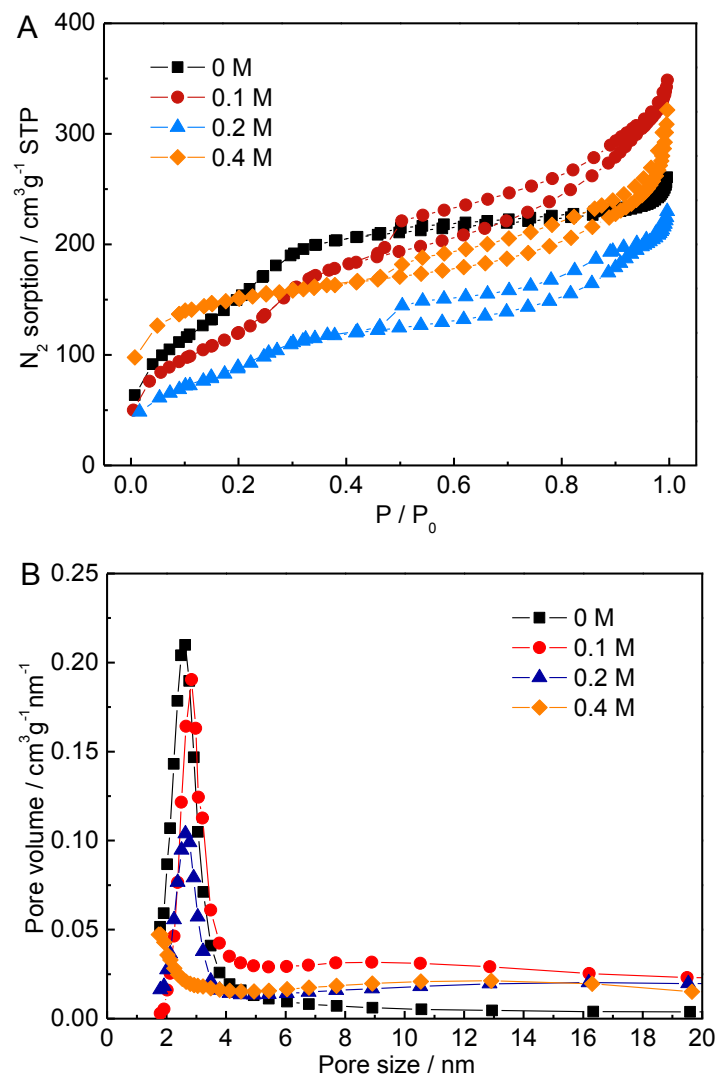 A
400
300
200
100
0
N₂ sorption / cm³g⁻¹ STP
0 M
0.1 M
0.2 M
0.4 M
0.0 0.2 0.4 0.6 0.8 1.0
P / P₀
B
0.25
0.20
0.15
0.10
0.05
0.00
Pore volume / cm³g⁻¹nm⁻¹
0 M
0.1 M
0.2 M
0.4 M
0 2 4 6 8 10 12 14 16 18 20
Pore size / nm